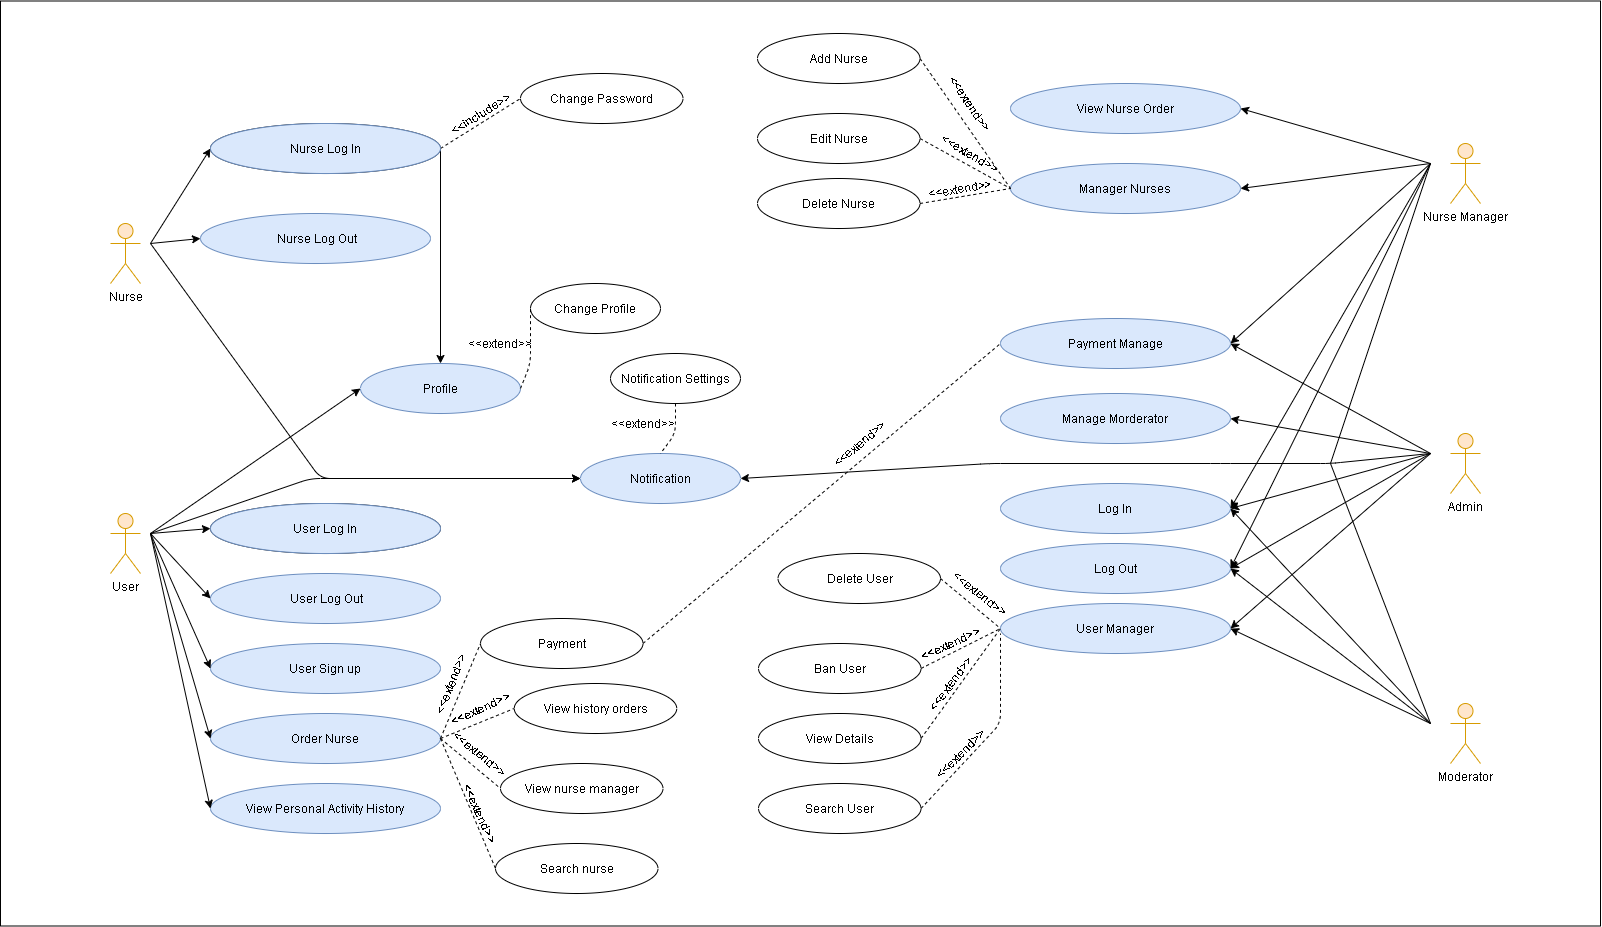 Add Nurse
<<extend>>
Change Password
<<include>>
View Nurse Order
Edit Nurse
<<extend>>
Nurse Log In
Manager Nurses
<<extend>>
Delete Nurse
Nurse Manager
Nurse Log Out
Nurse
Change Profile
<<extend>>
Payment Manage
Notification Settings
Profile
<<extend>>
Manage Morderator
<<extend>>
Notification
Admin
Log In
User Log In
Log Out
User
Delete User
<<extend>>
User Log Out
User Manager
Payment
<<extend>>
<<extend>>
Ban User
User Sign up
<<extend>>
<<extend>>
View history orders
Order Nurse
View Details
<<extend>>
<<extend>>
Moderator
View nurse manager
View Personal Activity History
<<extend>>
Search User
Search nurse